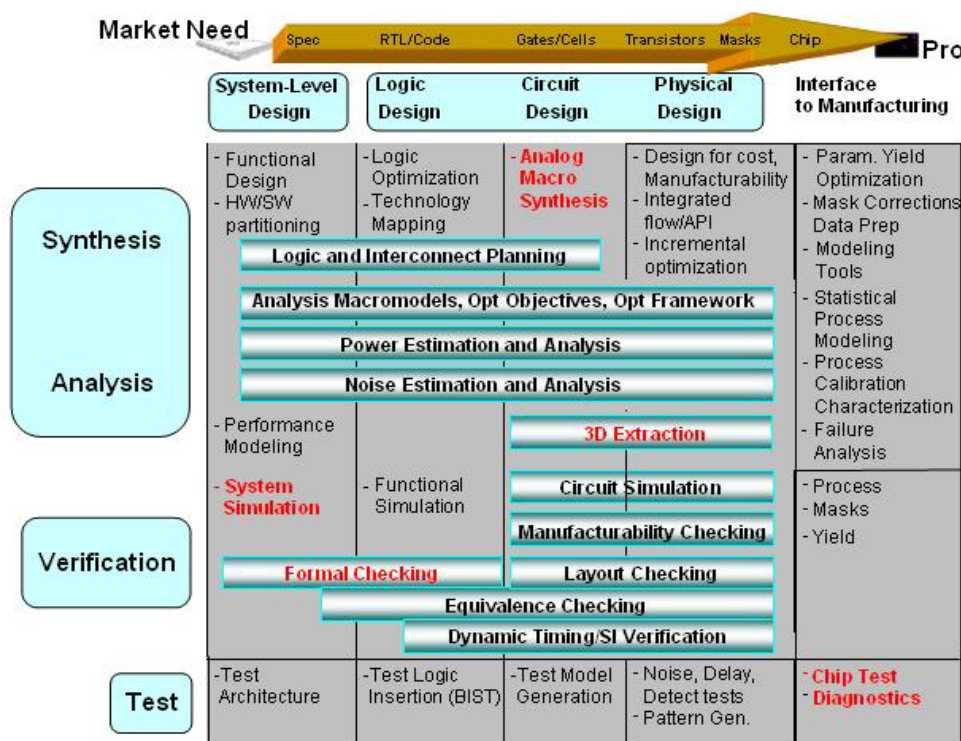 Market Need
Spec RTL/Code Gates/Cells Transistors Masks Chip
Pro
System-Level
Design
Logic
Design
Circuit
Design
Physical
Design
Interface
to Manufacturing
Synthesis
Analysis
- Functional
Design
- HW/SW
partitioning
- Logic
Optimization
- Technology
Mapping
- Analog
Macro
Synthesis
- Design for cost,
Manufacturability
- Integrated
flow/API
- Incremental
optimization
- Param. Yield
Optimization
- Mask Corrections
Data Prep
- Modeling
Tools
- Statistical
Process
Modeling
- Process
Calibration
Characterization
- Failure
Analysis
Logic and Interconnect Planning
Analysis Macromodels, Opt Objectives, Opt Framework
Power Estimation and Analysis
Noise Estimation and Analysis
- Performance
Modeling
3D Extraction
Verification
- System
Simulation
- Functional
Simulation
Circuit Simulation
Manufacturability Checking
Formal Checking
Layout Checking
Equivalence Checking
Dynamic Timing/SI Verification
- Process
- Masks
- Yield
Test
-Test
Architecture
-Test Logic
Insertion (BIST)
-Test Model
Generation
- Noise, Delay,
Detect tests
- Pattern Gen.
- Chip Test
- Diagnostics